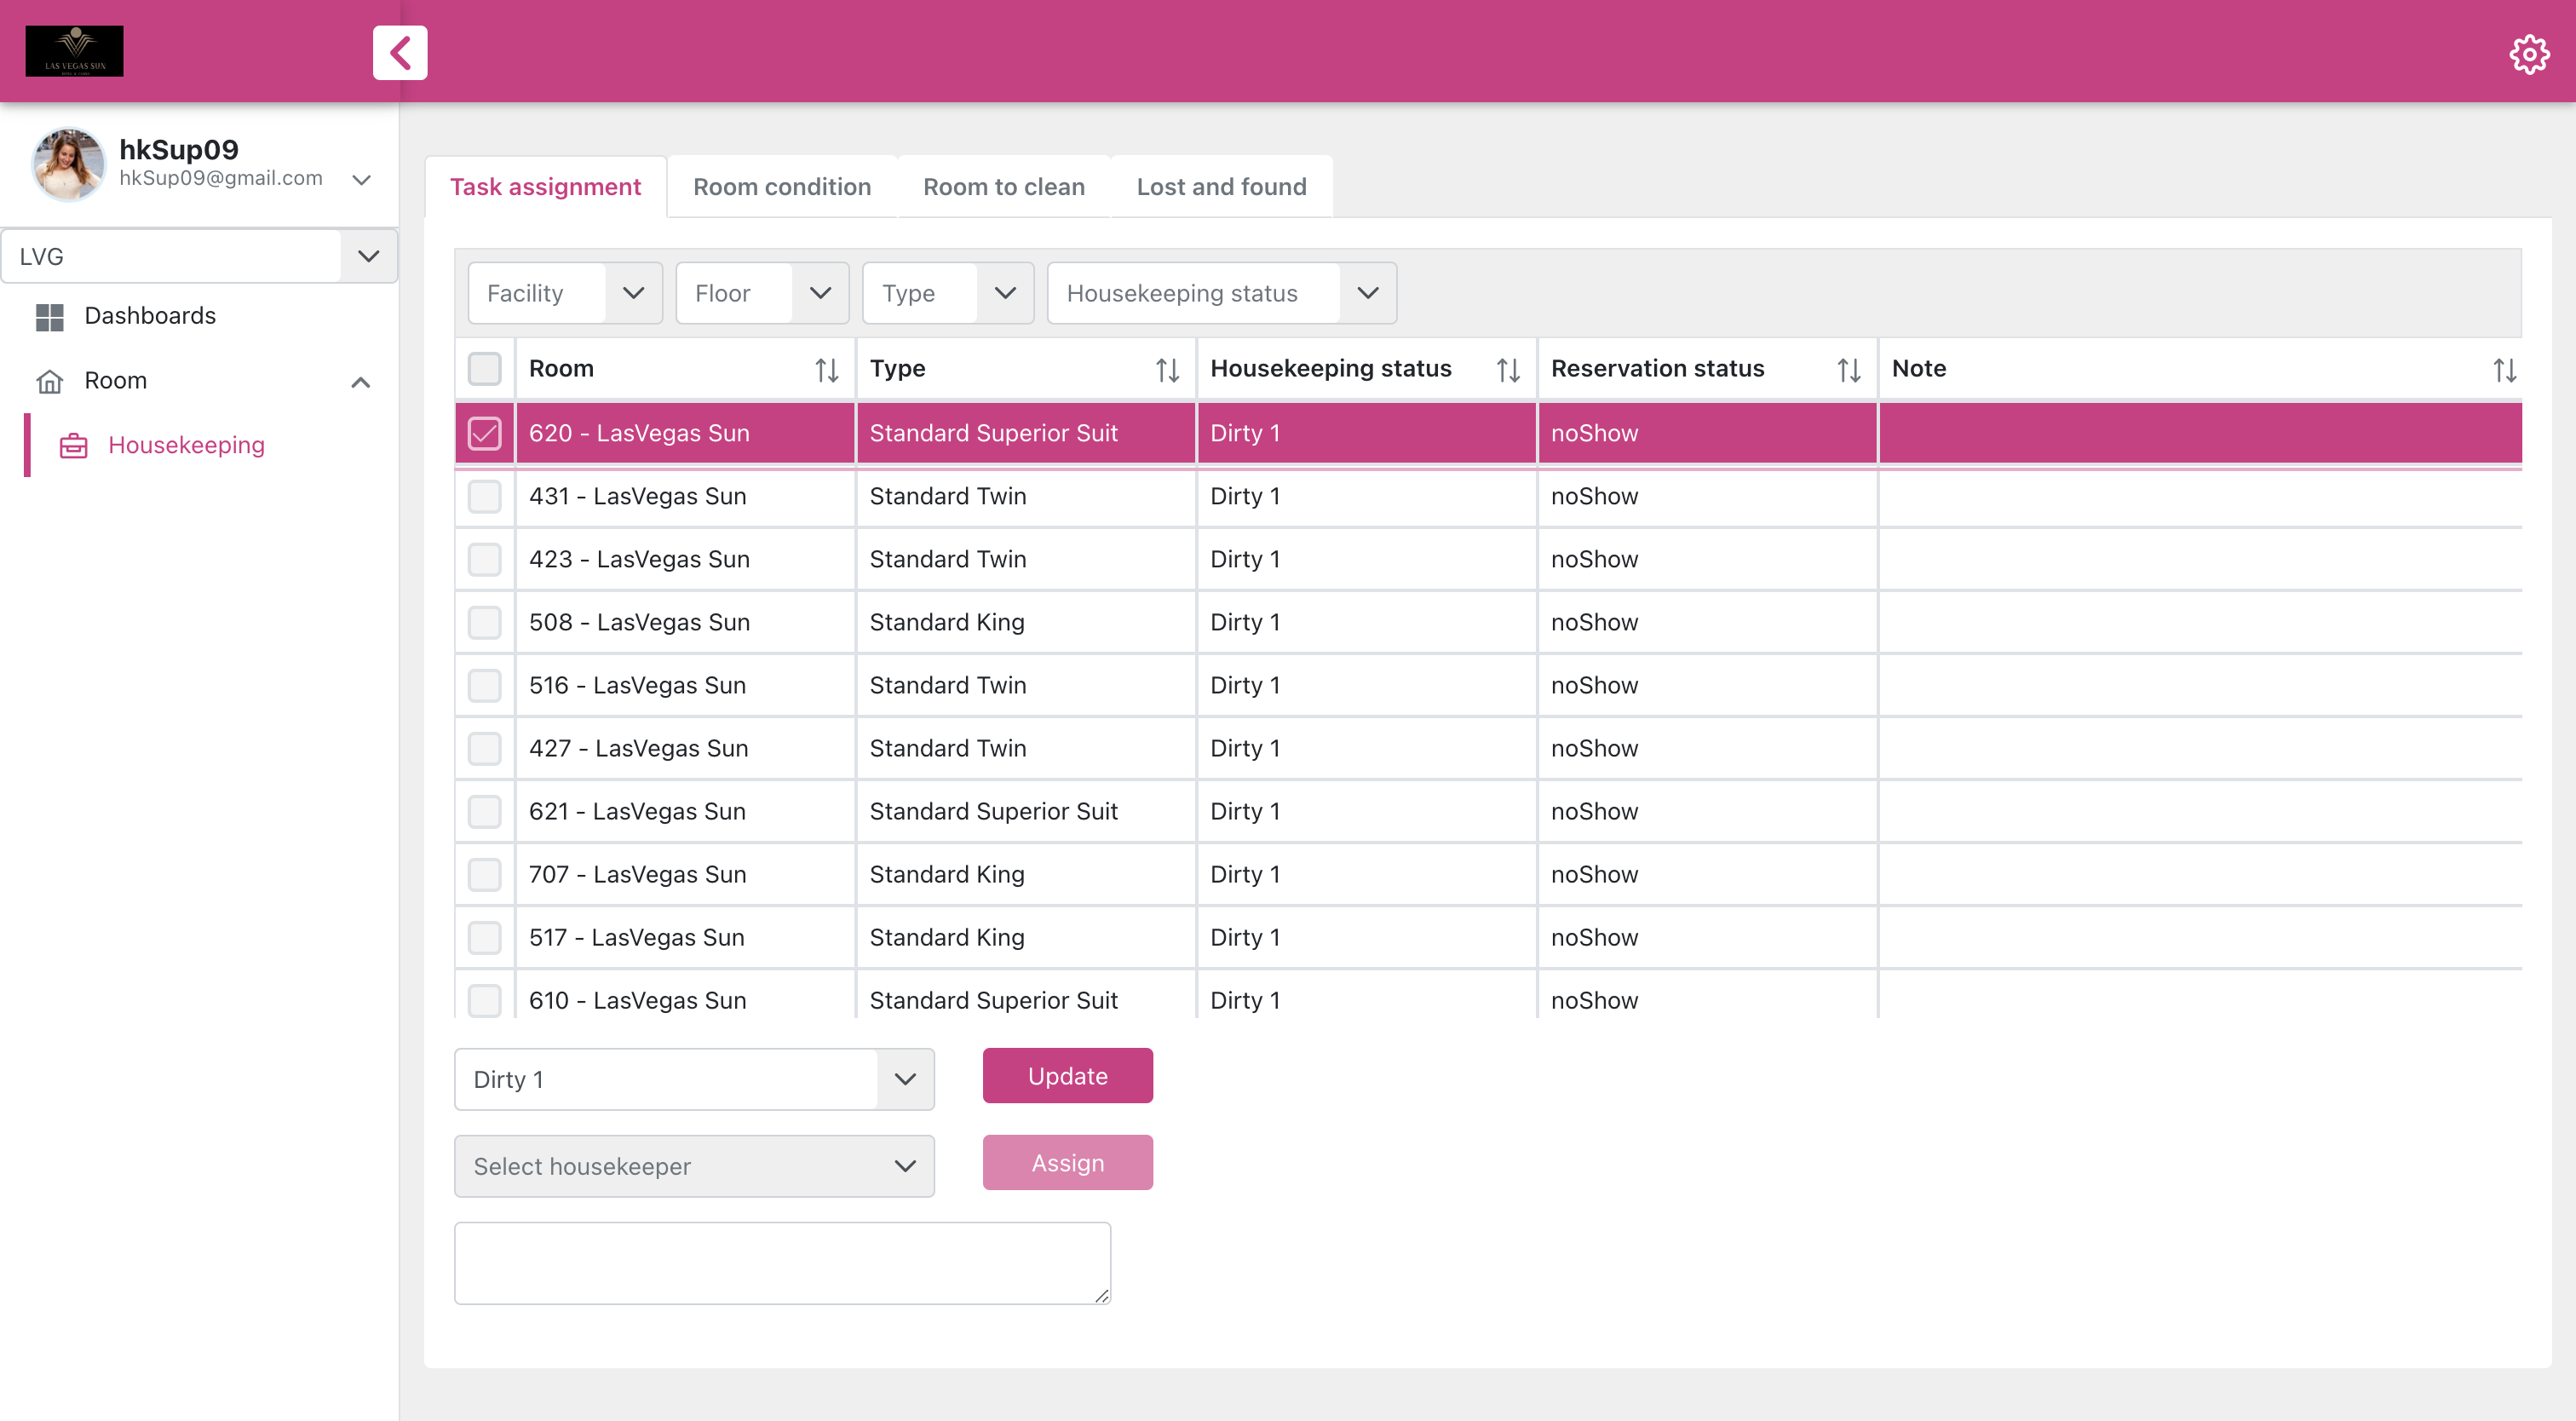 LAS VEGAS SUN
hkSup09
hkSup09@gmail.com
LVG
Dashboards
Room
Housekeeping
Task assignment
Room condition
Room to clean
Lost and found
Facility
Floor
Type
Housekeeping status
Room Type Housekeeping status Reservation status Note
620 - LasVegas Sun Standard Superior Suit Dirty 1 noShow
431 - LasVegas Sun Standard Twin Dirty 1 noShow
423 - LasVegas Sun Standard Twin Dirty 1 noShow
508 - LasVegas Sun Standard King Dirty 1 noShow
516 - LasVegas Sun Standard Twin Dirty 1 noShow
427 - LasVegas Sun Standard Twin Dirty 1 noShow
621 - LasVegas Sun Standard Superior Suit Dirty 1 noShow
707 - LasVegas Sun Standard King Dirty 1 noShow
517 - LasVegas Sun Standard King Dirty 1 noShow
610 - LasVegas Sun Standard Superior Suit Dirty 1 noShow
Dirty 1
Update
Select housekeeper
Assign